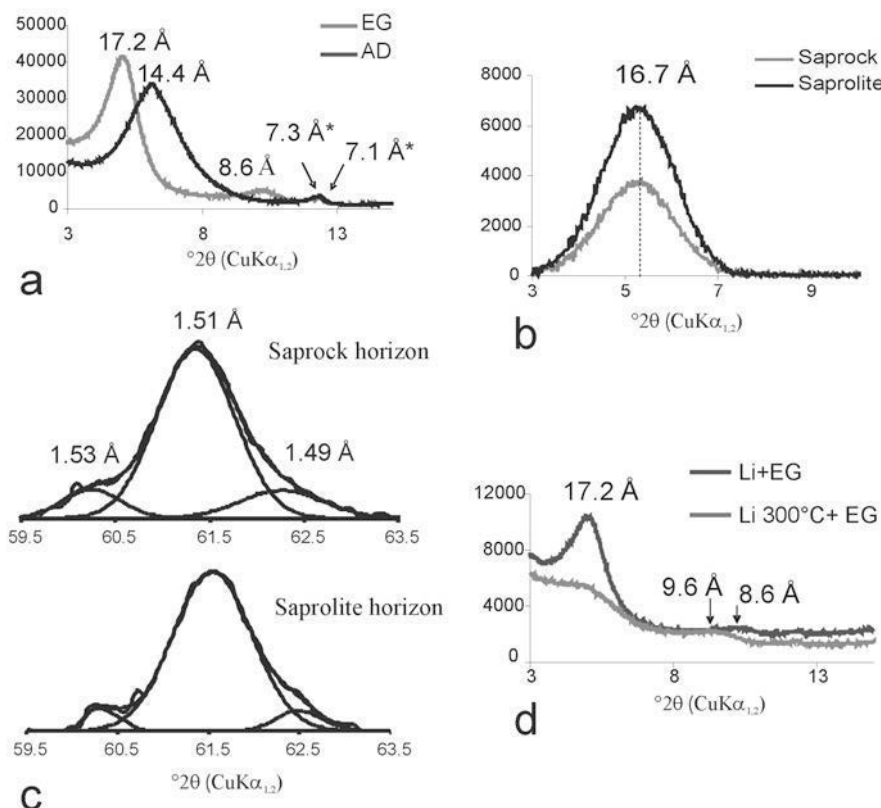 50000
40000
30000
20000
10000
0
17.2 Å
14.4 Å
EG
AD
7.3 Å*
7.1 Å*
8.6 Å
3
8
13
°2θ (CuKα1,2)
a
8000
6000
4000
2000
0
16.7 Å
Saprock
Saprolite
3
5
7
9
°2θ (CuKα1,2)
b
1.51 Å
Saprock horizon
1.53 Å
1.49 Å
59.5
60.5
61.5
62.5
63.5
Saprolite horizon
59.5
60.5
61.5
62.5
63.5
°2θ (CuKα1,2)
c
12000
8000
4000
0
17.2 Å
Li+EG
Li 300°C+ EG
9.6 Å
8.6 Å
3
8
13
°2θ (CuKα1,2)
d